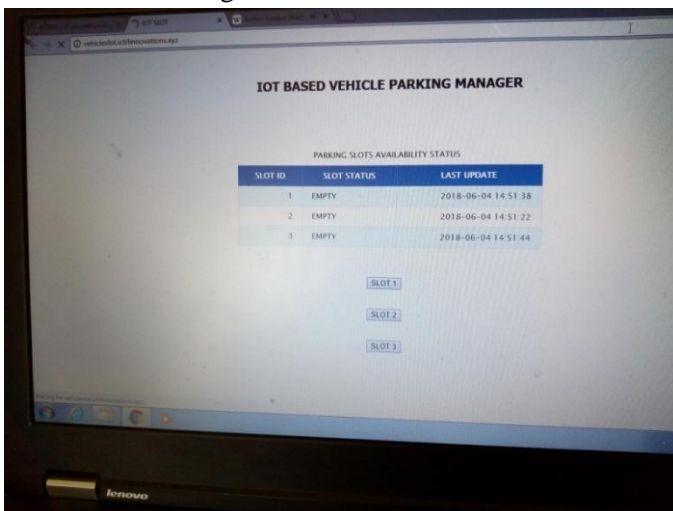 IOT SLOT
IOT BASED VEHICLE PARKING MANAGER
PARKING SLOTS AVAILABILITY STATUS
SLOT ID SLOT STATUS LAST UPDATE
1 EMPTY 2018-06-04 14:51:38
2 EMPTY 2018-06-04 14:51:22
3 EMPTY 2018-06-04 14:51:44
SLOT 1
SLOT 2
SLOT 3
lenovo